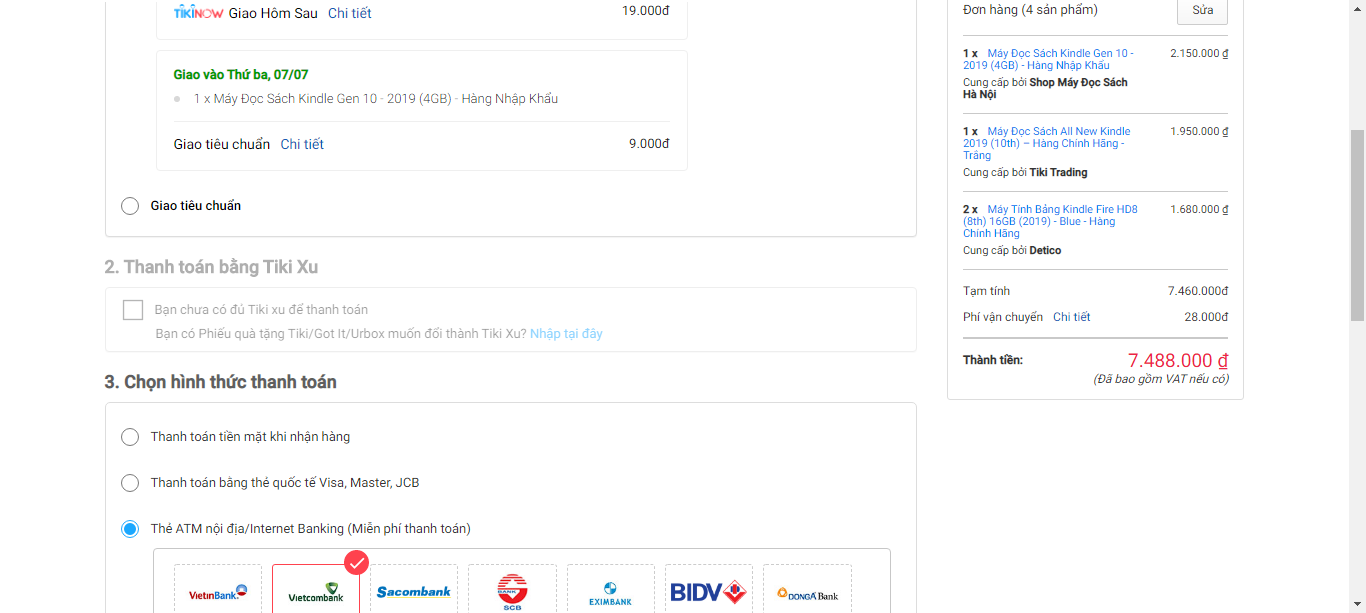 TIKINOW Giao Hôm Sau Chi tiết 19.000đ
Giao vào Thứ ba, 07/07
1 x Máy Đọc Sách Kindle Gen 10 - 2019 (4GB) - Hàng Nhập Khẩu
Giao tiêu chuẩn Chi tiết 9.000đ
Giao tiêu chuẩn
2. Thanh toán bằng Tiki Xu
Bạn chưa có đủ Tiki xu để thanh toán
Bạn có Phiếu quà tặng Tiki/Got It/Urbox muốn đổi thành Tiki Xu? Nhập tại đây
3. Chọn hình thức thanh toán
Thanh toán tiền mặt khi nhận hàng
Thanh toán bằng thẻ quốc tế Visa, Master, JCB
Thẻ ATM nội địa/Internet Banking (Miễn phí thanh toán)
VietinBank Vietcombank Sacombank SCB EXIMBANK BIDV DONGA Bank
Đơn hàng (4 sản phẩm) Sửa
1 x Máy Đọc Sách Kindle Gen 10 - 2.150.000 ₫
2019 (4GB) - Hàng Nhập Khẩu
Cung cấp bởi Shop Máy Đọc Sách
Hà Nội
1 x Máy Đọc Sách All New Kindle 1.950.000 ₫
2019 (10th) – Hàng Chính Hãng -
Trắng
Cung cấp bởi Tiki Trading
2 x Máy Tính Bảng Kindle Fire HD8 1.680.000 ₫
(8th) 16GB (2019) - Blue - Hàng
Chính Hãng
Cung cấp bởi Detico
Tạm tính 7.460.000đ
Phí vận chuyển Chi tiết 28.000đ
Thành tiền: 7.488.000 ₫
(Đã bao gồm VAT nếu có)